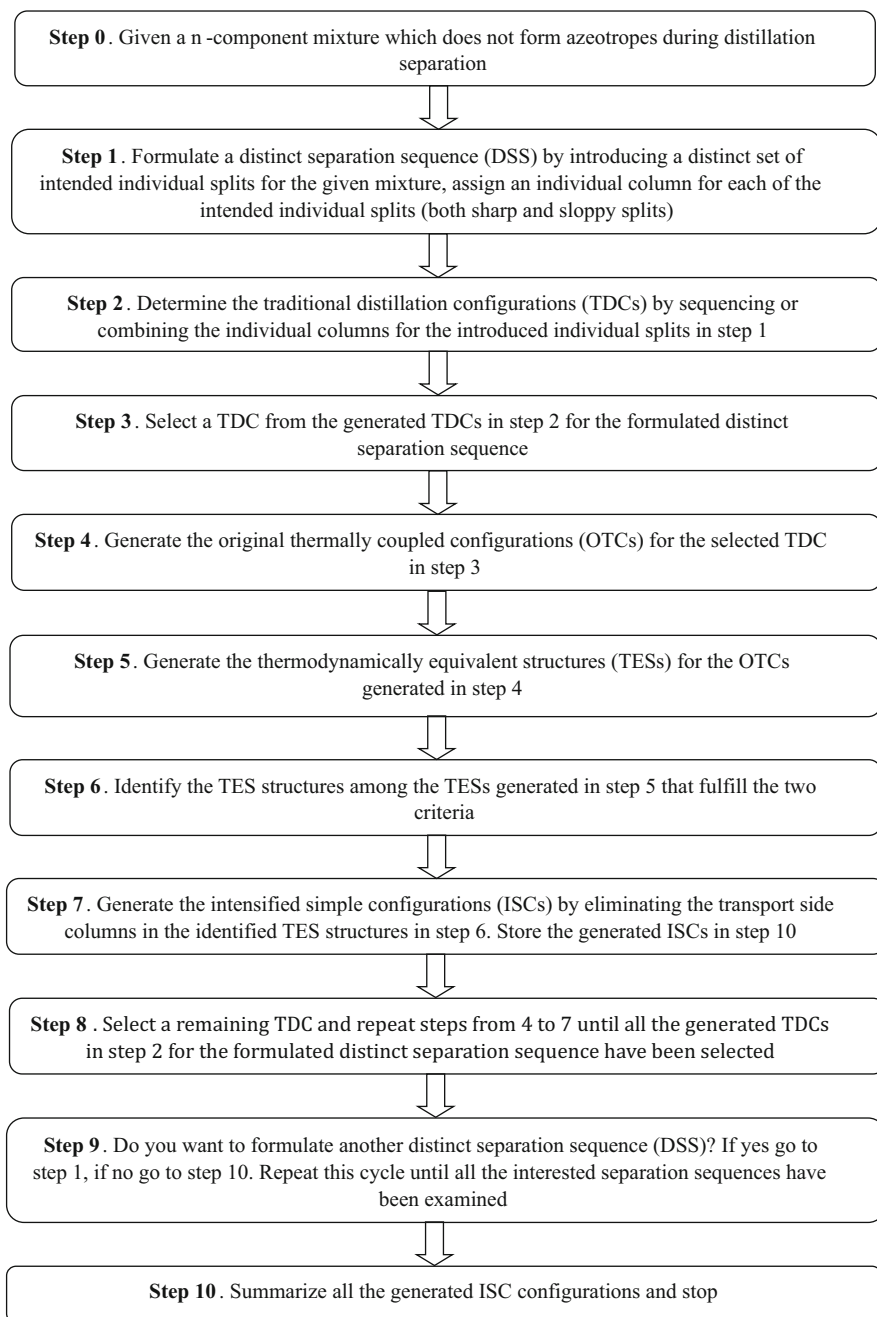 Step 0. Given a n -component mixture which does not form azeotropes during distillation
separation
Step 1. Formulate a distinct separation sequence (DSS) by introducing a distinct set of
intended individual splits for the given mixture, assign an individual column for each of the
intended individual splits (both sharp and sloppy splits)
Step 2. Determine the traditional distillation configurations (TDCs) by sequencing or
combining the individual columns for the introduced individual splits in step 1
Step 3. Select a TDC from the generated TDCs in step 2 for the formulated distinct
separation sequence
Step 4. Generate the original thermally coupled configurations (OTCs) for the selected TDC
in step 3
Step 5. Generate the thermodynamically equivalent structures (TESs) for the OTCs
generated in step 4
Step 6. Identify the TES structures among the TESs generated in step 5 that fulfill the two
criteria
Step 7. Generate the intensified simple configurations (ISCs) by eliminating the transport side
columns in the identified TES structures in step 6. Store the generated ISCs in step 10
Step 8 . Select a remaining TDC and repeat steps from 4 to 7 until all the generated TDCs
in step 2 for the formulated distinct separation sequence have been selected
Step 9. Do you want to formulate another distinct separation sequence (DSS)? If yes go to
step 1, if no go to step 10. Repeat this cycle until all the interested separation sequences have
been examined
Step 10. Summarize all the generated ISC configurations and stop